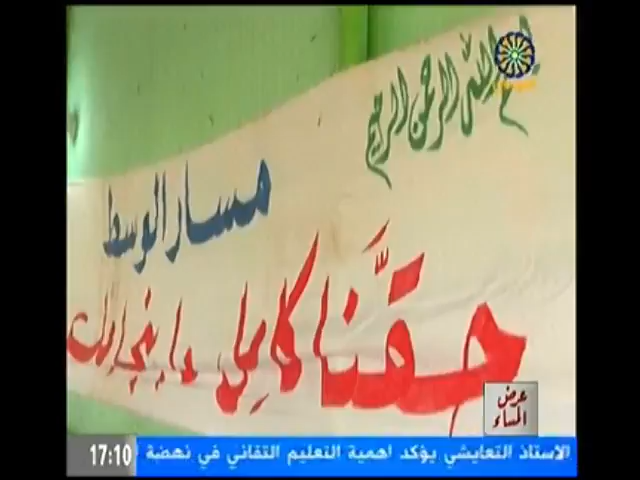 بسم الله الرحمن الرحيم
مسار الوسط
حقنا كامل ما بنجامل
عرض
المساء
17:10
الاستاذ التعايشي يؤكد اهمية التعليم التقاني في نهضة